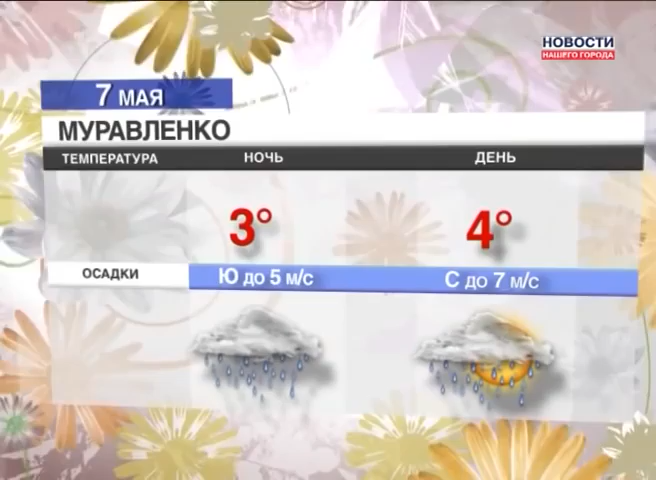 НОВОСТИ
НАШЕГО ГОРОДА
7 МАЯ
МУРАВЛЕНКО
ТЕМПЕРАТУРА НОЧЬ ДЕНЬ
3° 4°
ОСАДКИ Ю до 5 м/с С до 7 м/с